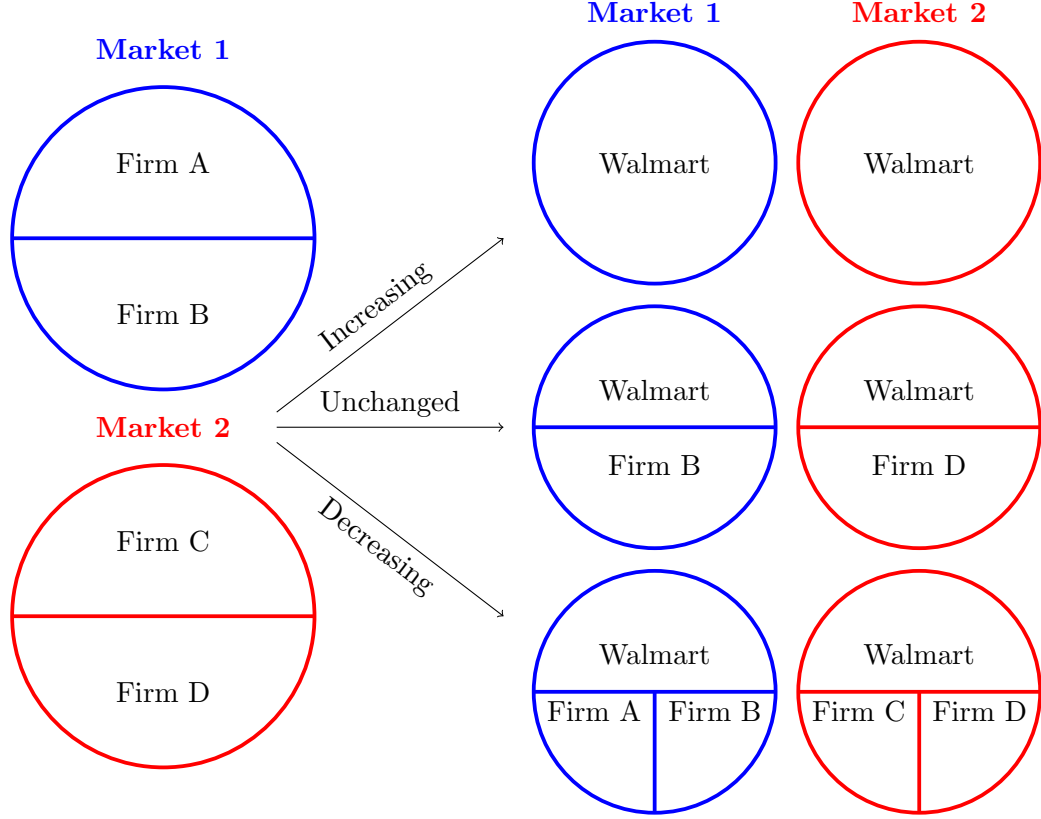 Market 1
Firm A
Firm B
Market 2
Firm C
Firm D
Increasing
Unchanged
Decreasing
Market 1 Market 2
Walmart Walmart
Walmart Walmart
Firm B Firm D
Walmart Walmart
Firm A Firm B Firm C Firm D